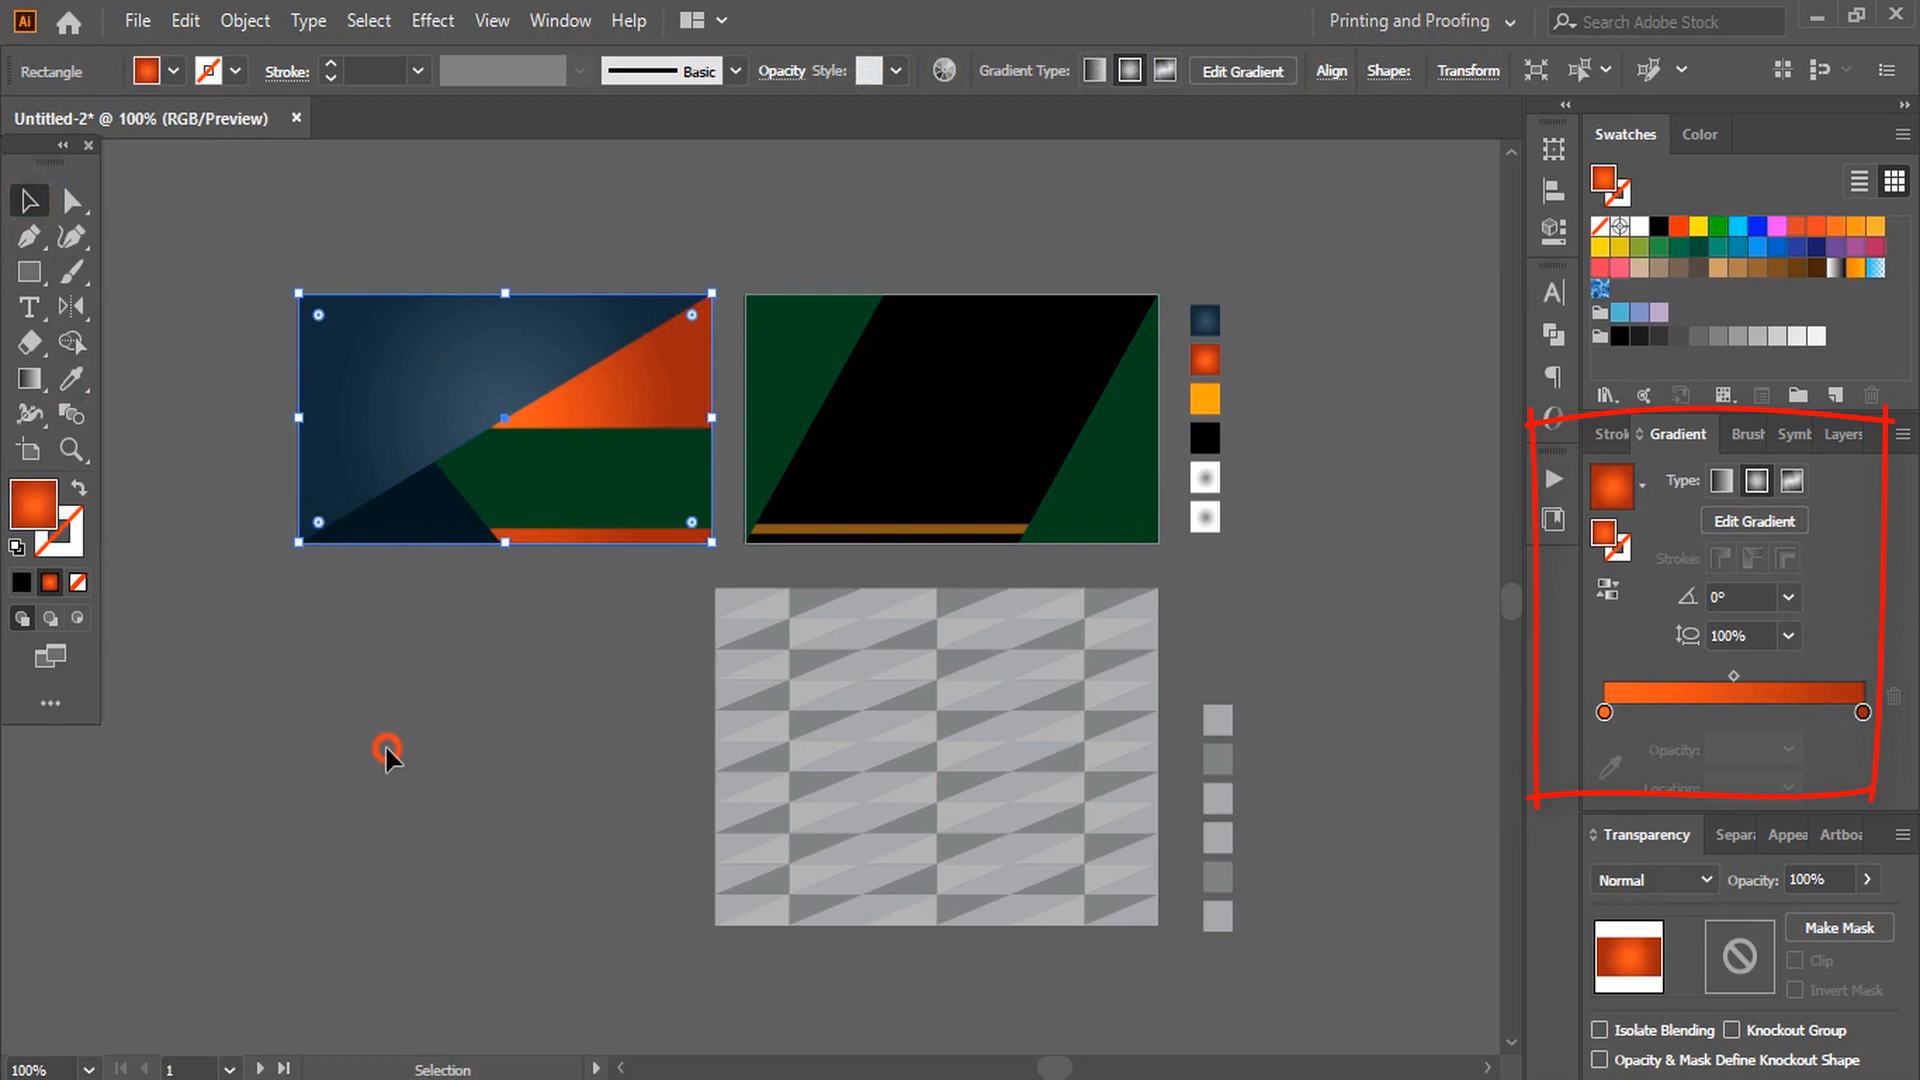 Ai File Edit Object Type Select Effect View Window Help Printing and Proofing Search Adobe Stock
Rectangle Stroke: Basic Opacity Style: Gradient Type: Edit Gradient Align Shape: Transform
Untitled-2* @ 100% (RGB/Preview)
Swatches Color
Strok Gradient Brush Symb Layers
Type:
Edit Gradient
Stroke:
0°
100%
Opacity:
Location:
Transparency Separ Appea Artboa
Normal Opacity: 100%
Make Mask
Clip
Invert Mask
Isolate Blending Knockout Group
Opacity & Mask Define Knockout Shape
100% 1 Selection